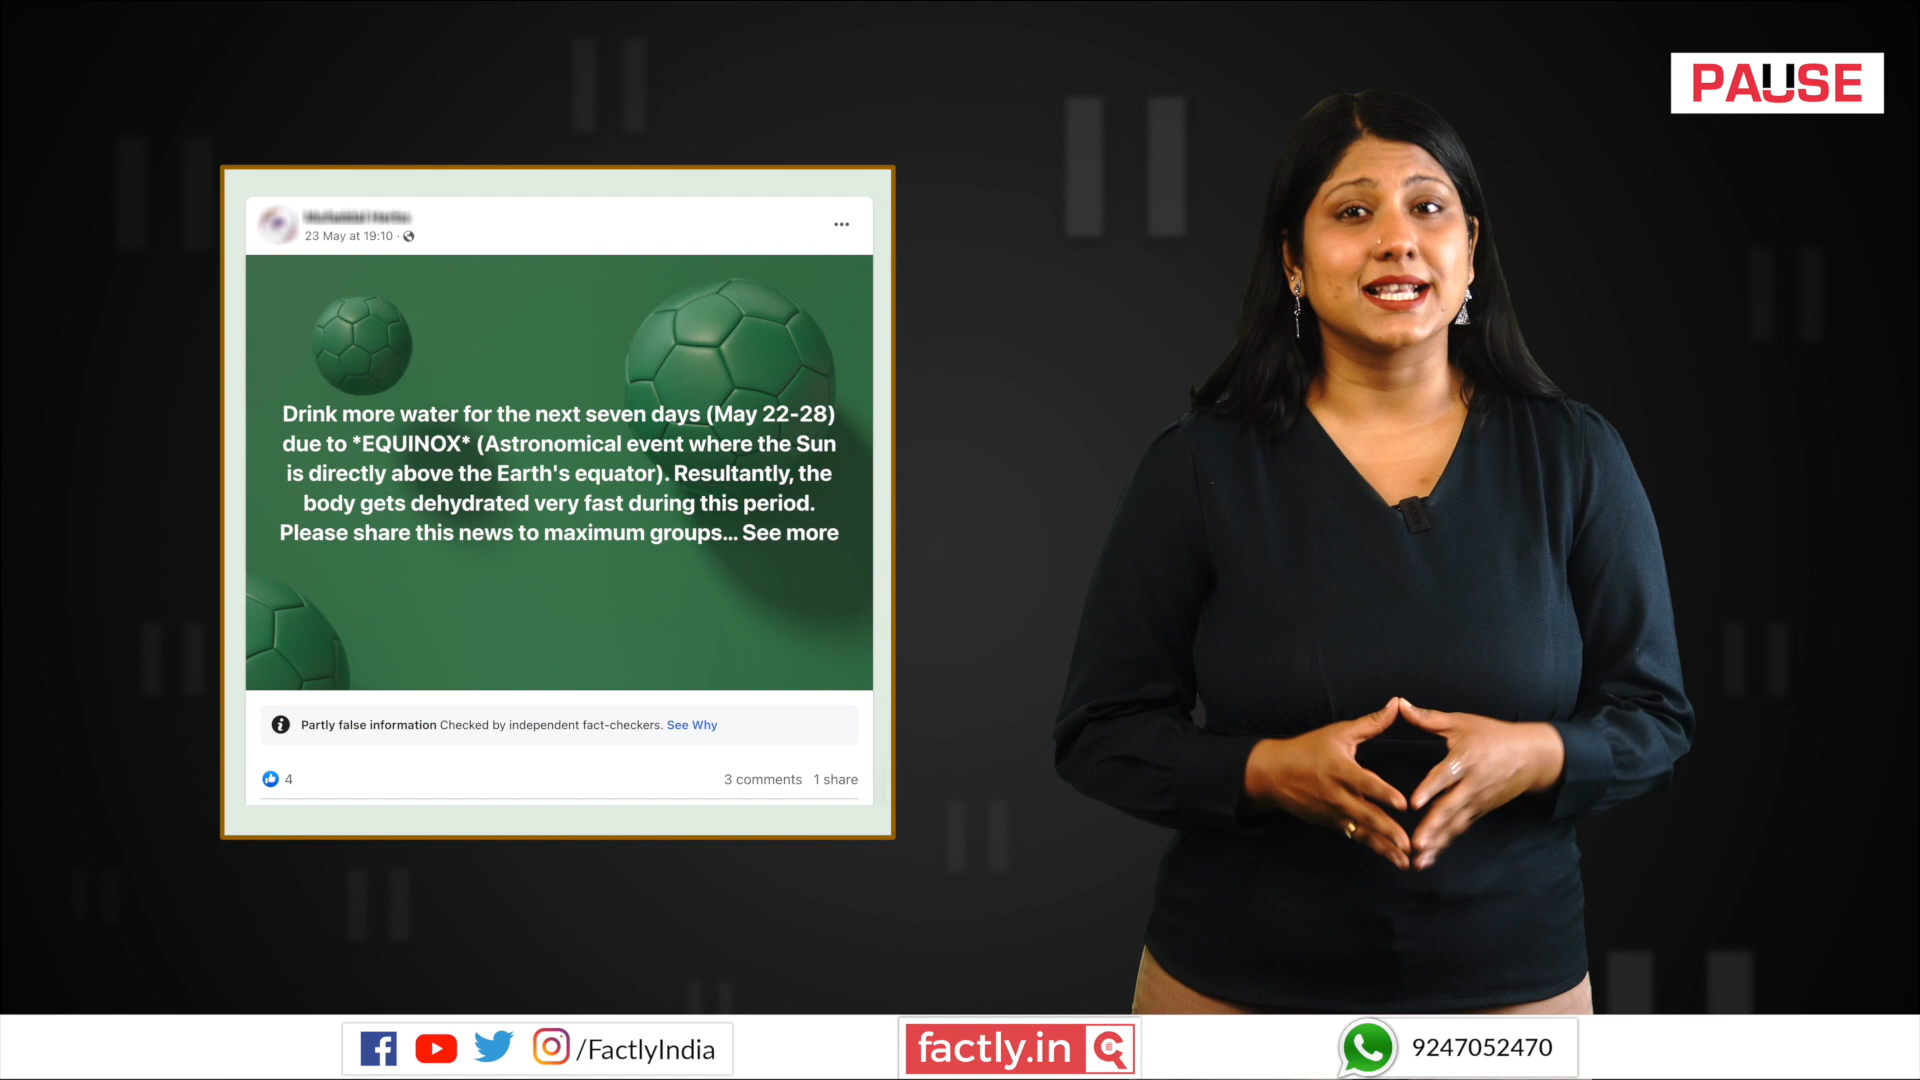 PAUSE
23 May at 19:10 ·
Drink more water for the next seven days (May 22-28)
due to *EQUINOX* (Astronomical event where the Sun
is directly above the Earth's equator). Resultantly, the
body gets dehydrated very fast during this period.
Please share this news to maximum groups... See more
Partly false information Checked by independent fact-checkers. See Why
4
3 comments 1 share
/FactlyIndia
factly.in
9247052470